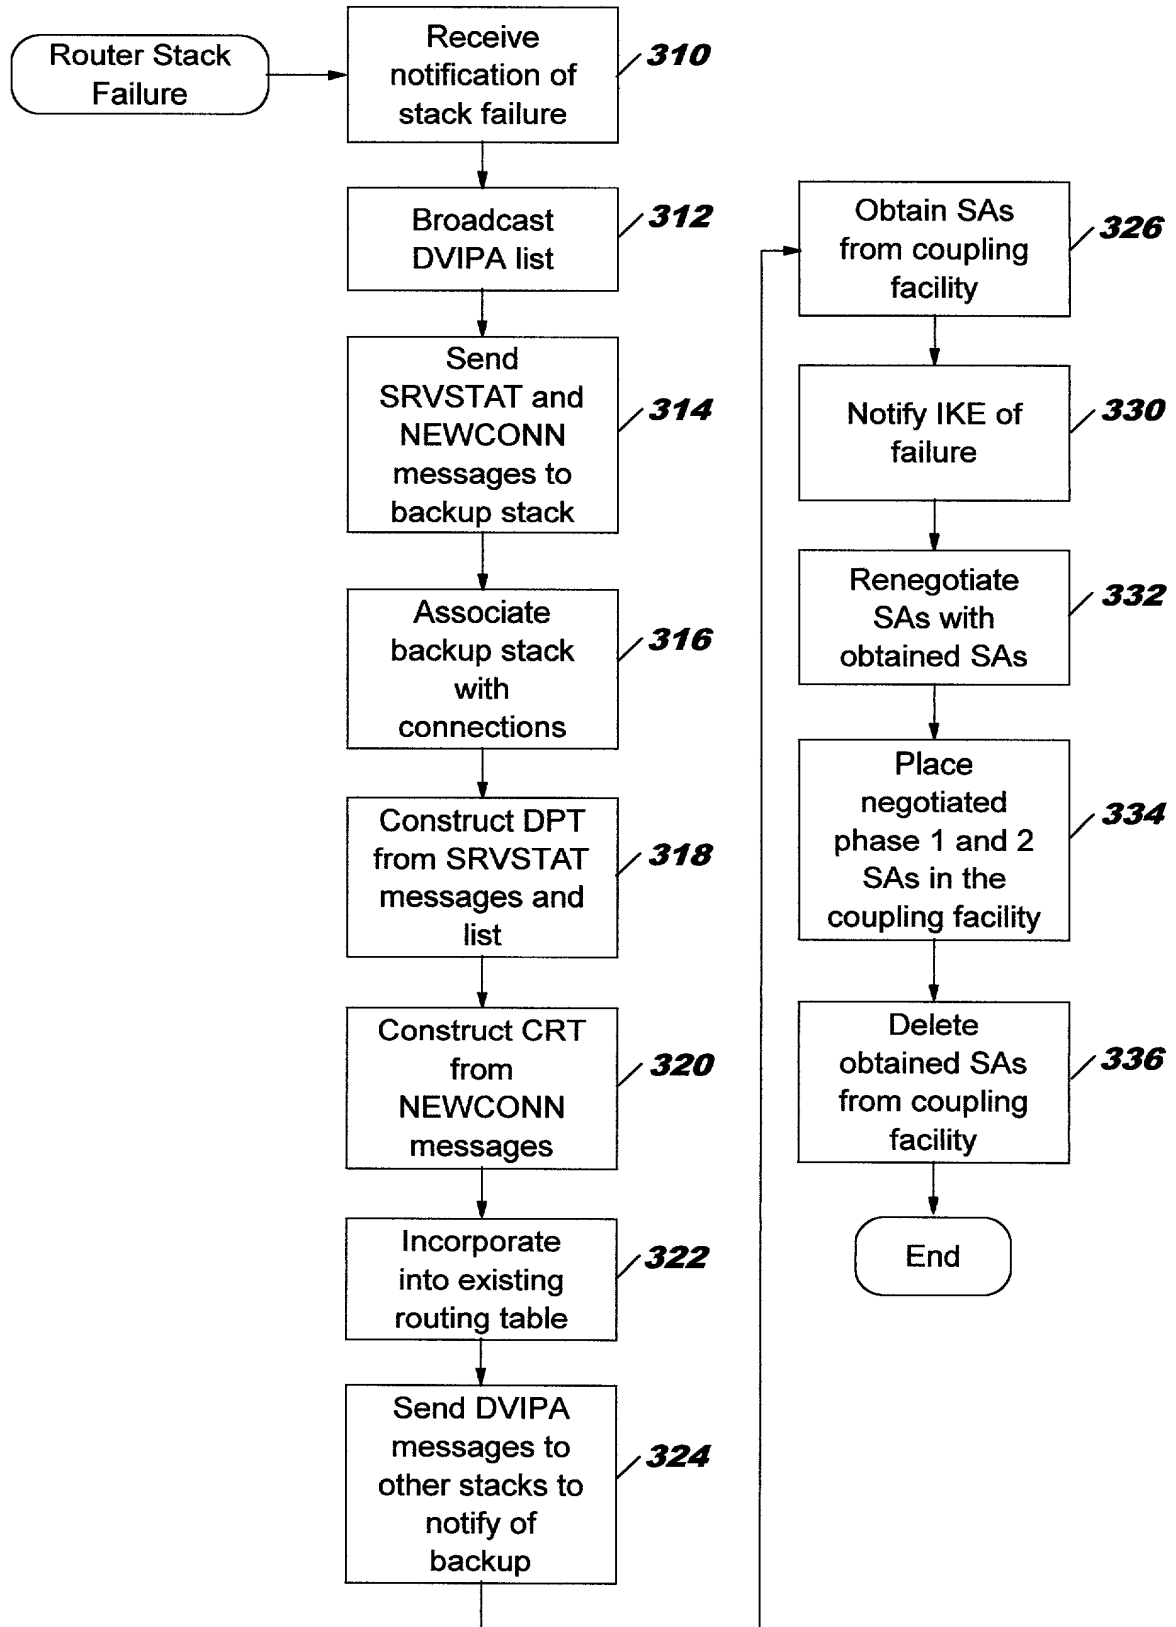 Router Stack
Failure
Receive
notification of
stack failure
310
Broadcast
DVIPA list
312
Send
SRVSTAT and
NEWCONN
messages to
backup stack
314
Associate
backup stack
with
connections
316
Construct DPT
from SRVSTAT
messages and
list
318
Construct CRT
from
NEWCONN
messages
320
Incorporate
into existing
routing table
322
Send DVIPA
messages to
other stacks to
notify of
backup
324
Obtain SAs
from coupling
facility
326
Notify IKE of
failure
330
Renegotiate
SAs with
obtained SAs
332
Place
negotiated
phase 1 and 2
SAs in the
coupling facility
334
Delete
obtained SAs
from coupling
facility
336
End